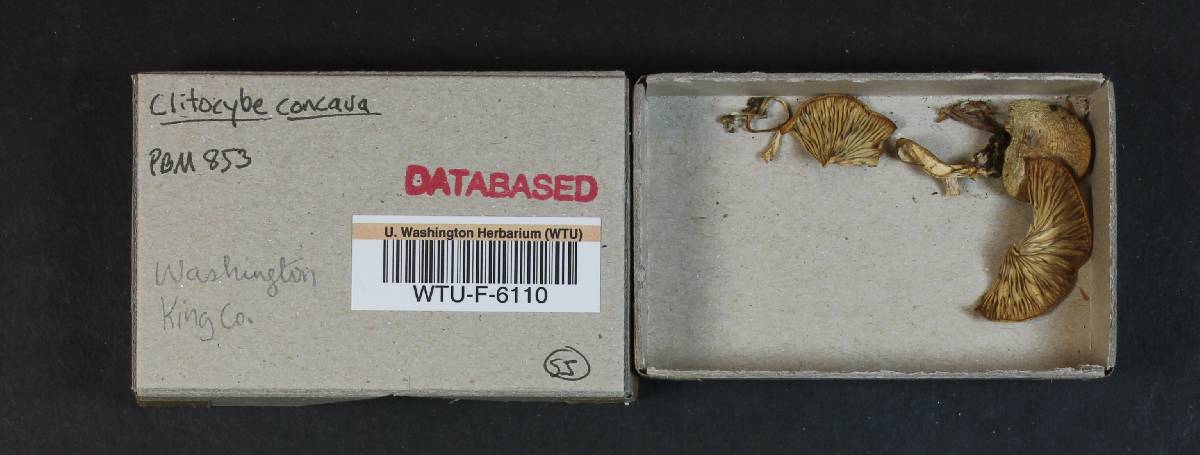 Clitocybe concava
PBM 853
DATABASED
U. Washington Herbarium (WTU)
WTU-F-6110
Washington
King Co.
55